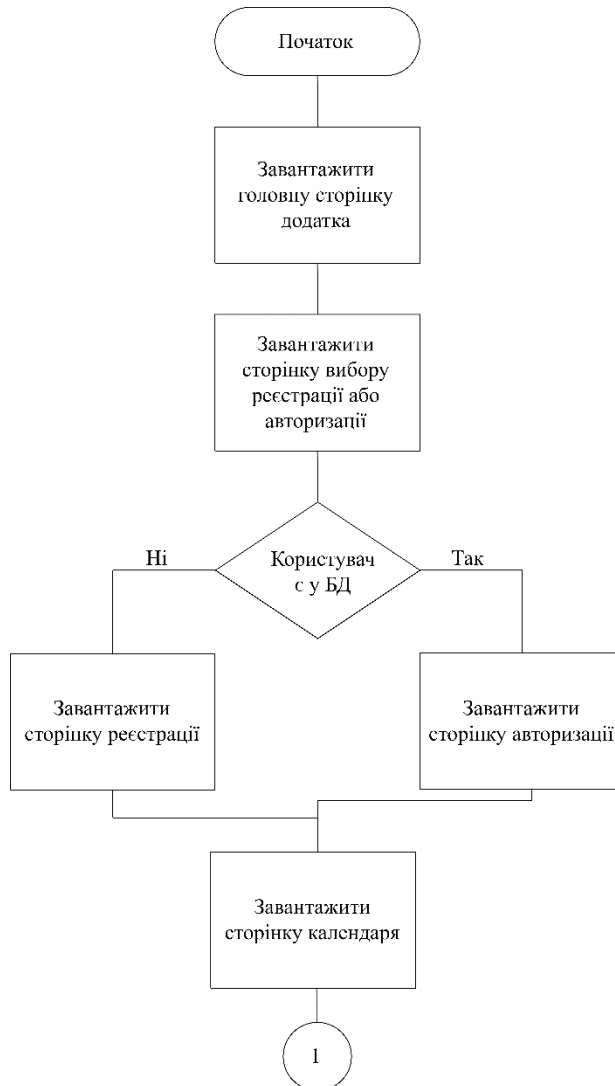 Початок
Завантажити
головну сторінку
додатка
Завантажити
сторінку вибору
реєстрації або
авторизації
Користувач
є у БД
Ні
Так
Завантажити
сторінку реєстрації
Завантажити
сторінку авторизації
Завантажити
сторінку календаря
1